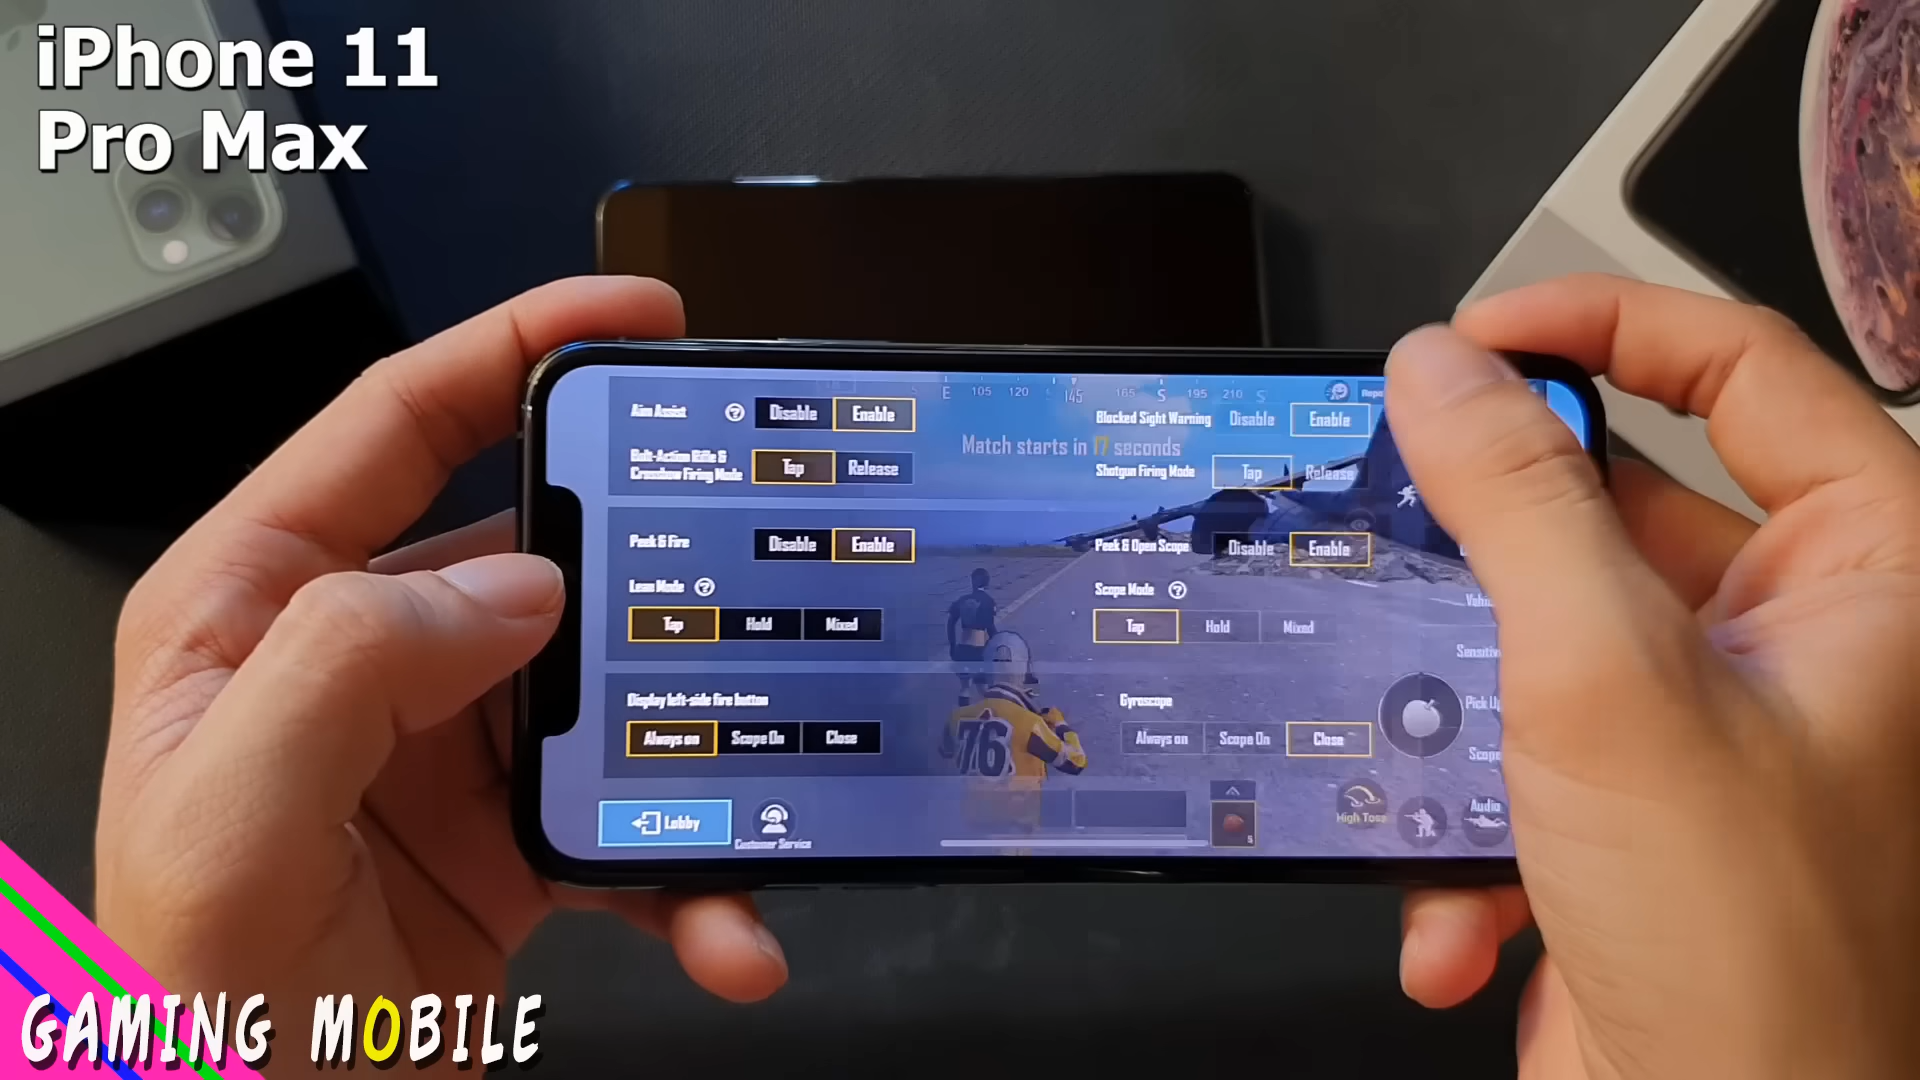 iPhone 11
Pro Max
E 105 120 145 165 S 195 210 S
Aim Assist
Disable
Enable
Blocked Sight Warning
Disable
Enable
Match starts in 17 seconds
Bolt-Action Rifle &
Crossbow Firing Mode
Tap
Release
Shotgun Firing Mode
Tap
Release
Peek & Fire
Disable
Enable
Peek & Open Scope
Disable
Enable
Lean Mode
Tap
Hold
Mixed
Scope Mode
Tap
Hold
Mixed
Display left-side fire button
Always on
Scope On
Close
Gyroscope
Always on
Scope On
Close
76
Pick Up
Scope
Audio
High Toss
5
Lobby
Customer Service
GAMING MOBILE